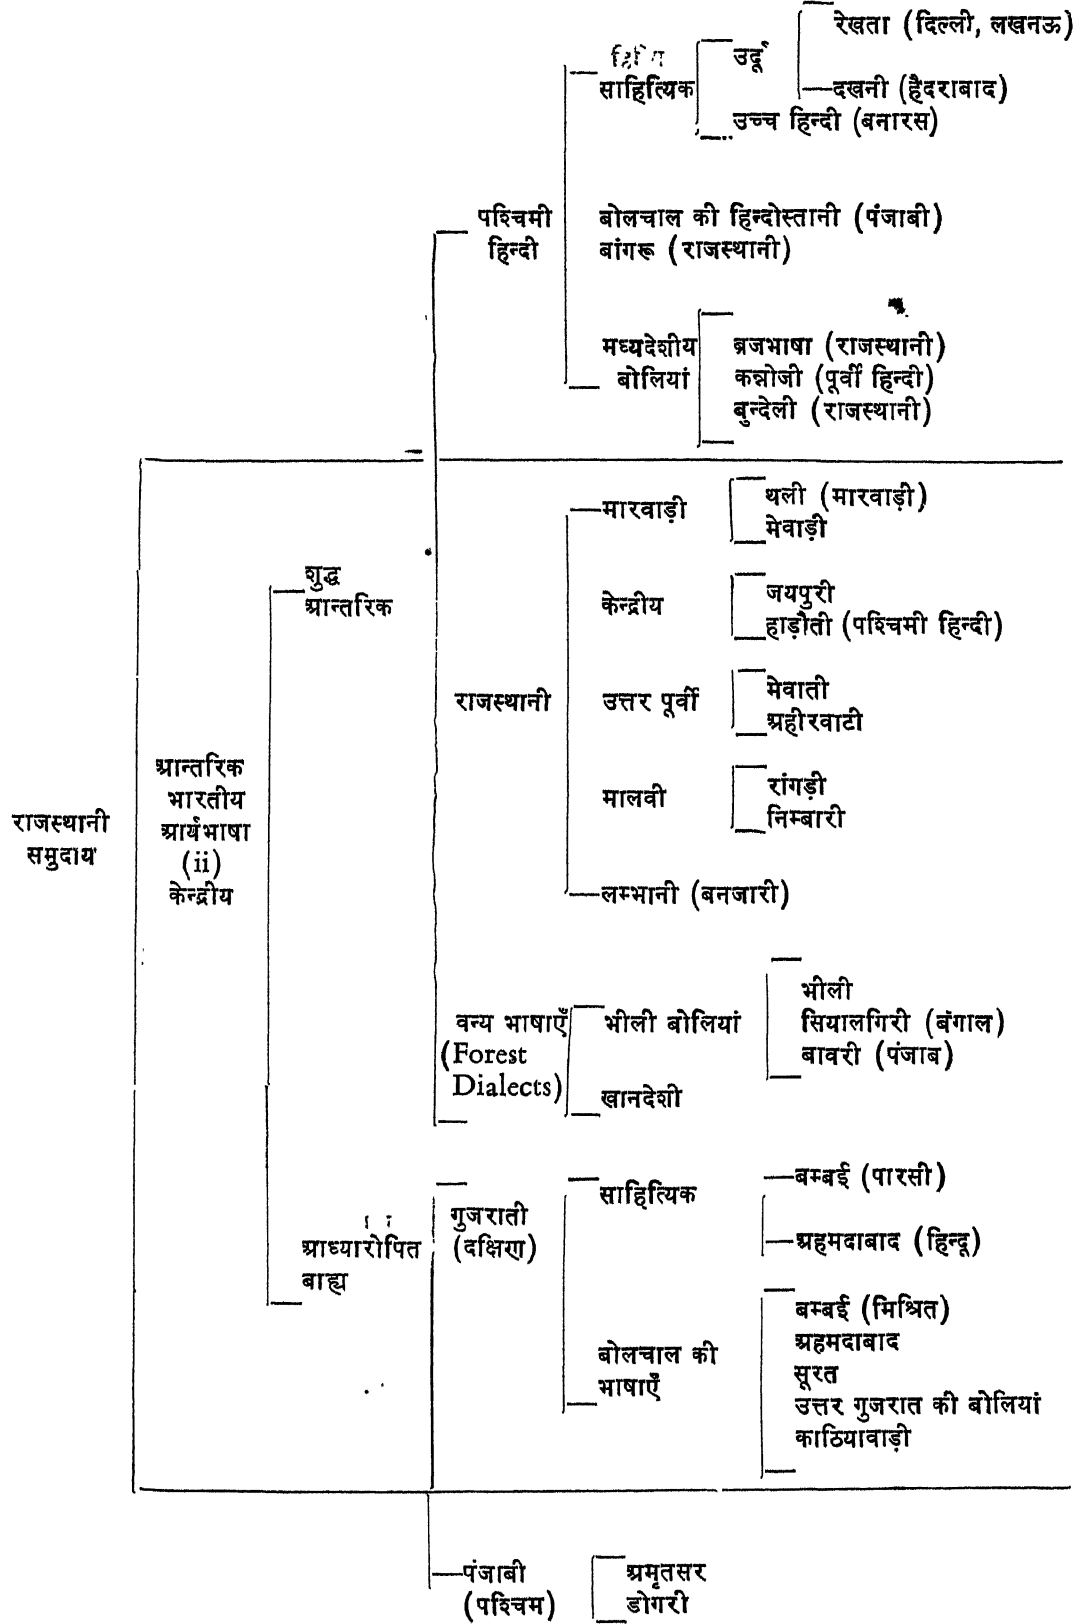 रेखता (दिल्ली, लखनऊ)
उर्दू
साहित्यिक
दखनी (हैदराबाद)
उच्च हिन्दी (बनारस)
पश्चिमी
हिन्दी
बोलचाल की हिन्दोस्तानी (पंजाबी)
बांगरू (राजस्थानी)
मध्यदेशीय
बोलियां
ब्रजभाषा (राजस्थानी)
कन्नोजी (पूर्वी हिन्दी)
बुन्देली (राजस्थानी)
राजस्थानी
समुदाय
आन्तरिक
भारतीय
आर्यभाषा
(ii)
केन्द्रीय
शुद्ध
आन्तरिक
राजस्थानी
मारवाड़ी
थली (मारवाड़ी)
मेवाड़ी
केन्द्रीय
जयपुरी
हाड़ौती (पश्चिमी हिन्दी)
उत्तर पूर्वी
मेवाती
अहीरवाटी
मालवी
रांगड़ी
निम्बारी
लम्भानी (बनजारी)
वन्य भाषाएँ
(Forest
Dialects)
भीली बोलियां
भीली
सियालगिरी (बंगाल)
बावरी (पंजाब)
खानदेशी
आध्यारोपित
बाह्य
गुजराती
(दक्षिण)
साहित्यिक
बम्बई (पारसी)
अहमदाबाद (हिन्दू)
बोलचाल की
भाषाएँ
बम्बई (मिश्रित)
अहमदाबाद
सूरत
उत्तर गुजरात की बोलियां
काठियावाड़ी
पंजाबी
(पश्चिम)
अमृतसर
डोगरी